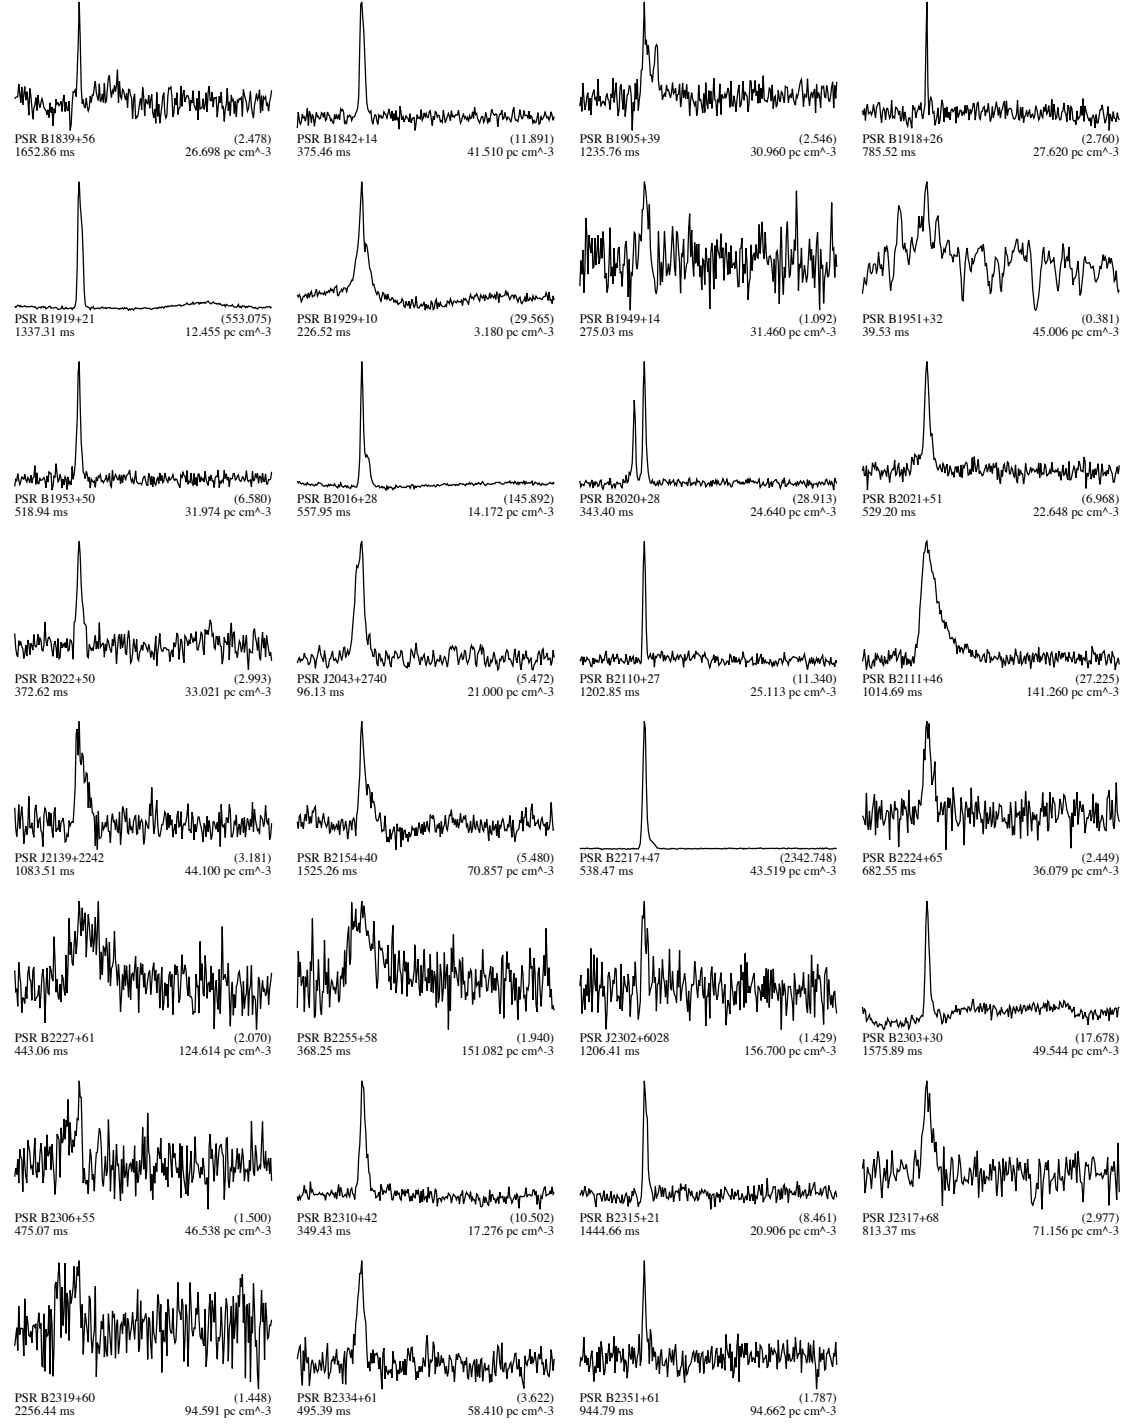 PSR B1839+56 (2.478)
1652.86 ms 26.698 pc cm^-3
PSR B1842+14 (11.891)
375.46 ms 41.510 pc cm^-3
PSR B1905+39 (2.546)
1235.76 ms 30.960 pc cm^-3
PSR B1918+26 (2.760)
785.52 ms 27.620 pc cm^-3
PSR B1919+21 (553.075)
1337.31 ms 12.455 pc cm^-3
PSR B1929+10 (29.565)
226.52 ms 3.180 pc cm^-3
PSR B1949+14 (1.092)
275.03 ms 31.460 pc cm^-3
PSR B1951+32 (0.381)
39.53 ms 45.006 pc cm^-3
PSR B1953+50 (6.580)
518.94 ms 31.974 pc cm^-3
PSR B2016+28 (145.892)
557.95 ms 14.172 pc cm^-3
PSR B2020+28 (28.913)
343.40 ms 24.640 pc cm^-3
PSR B2021+51 (6.968)
529.20 ms 22.648 pc cm^-3
PSR B2022+50 (2.993)
372.62 ms 33.021 pc cm^-3
PSR J2043+2740 (5.472)
96.13 ms 21.000 pc cm^-3
PSR B2110+27 (11.340)
1202.85 ms 25.113 pc cm^-3
PSR B2111+46 (27.225)
1014.69 ms 141.260 pc cm^-3
PSR J2139+2242 (3.181)
1083.51 ms 44.100 pc cm^-3
PSR B2154+40 (5.480)
1525.26 ms 70.857 pc cm^-3
PSR B2217+47 (2342.748)
538.47 ms 43.519 pc cm^-3
PSR B2224+65 (2.449)
682.55 ms 36.079 pc cm^-3
PSR B2227+61 (2.070)
443.06 ms 124.614 pc cm^-3
PSR B2255+58 (1.940)
368.25 ms 151.082 pc cm^-3
PSR J2302+6028 (1.429)
1206.41 ms 156.700 pc cm^-3
PSR B2303+30 (17.678)
1575.89 ms 49.544 pc cm^-3
PSR B2306+55 (1.500)
475.07 ms 46.538 pc cm^-3
PSR B2310+42 (10.502)
349.43 ms 17.276 pc cm^-3
PSR B2315+21 (8.461)
1444.66 ms 20.906 pc cm^-3
PSR J2317+68 (2.977)
813.37 ms 71.156 pc cm^-3
PSR B2319+60 (1.448)
2256.44 ms 94.591 pc cm^-3
PSR B2334+61 (3.622)
495.39 ms 58.410 pc cm^-3
PSR B2351+61 (1.787)
944.79 ms 94.662 pc cm^-3